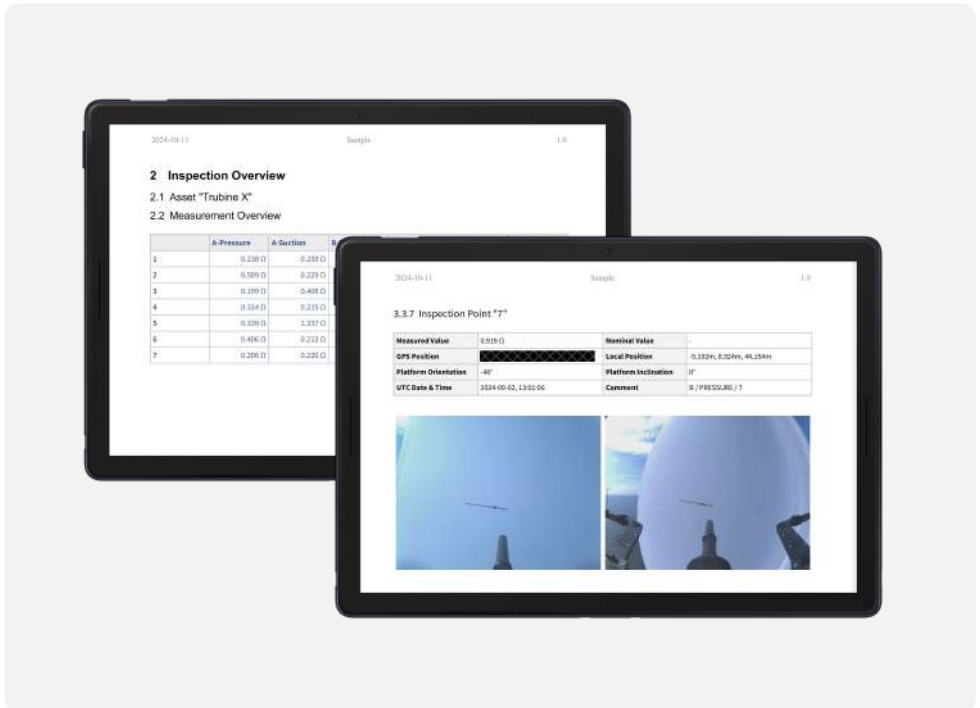 2024-10-11 Sample 1.0
2 Inspection Overview
2.1 Asset "Trubine X"
2.2 Measurement Overview
A-Pressure A-Suction B
1 0.230 Ω 0.239 Ω
2 0.509 Ω 0.229 Ω
3 0.199 Ω 0.408 Ω
4 0.314 Ω 0.215 Ω
5 0.339 Ω 1.337 Ω
6 0.406 Ω 0.213 Ω
7 0.206 Ω 0.220 Ω
2024-10-11 Sample 1.0
3.3.7 Inspection Point "7"
Measured Value 0.919 Ω Nominal Value -
GPS Position Local Position -9.192m, 8.924m, 44.154m
Platform Orientation -48° Platform Inclination 0°
UTC Date & Time 2024-09-02, 13:01:06 Comment B / PRESSURE / 7